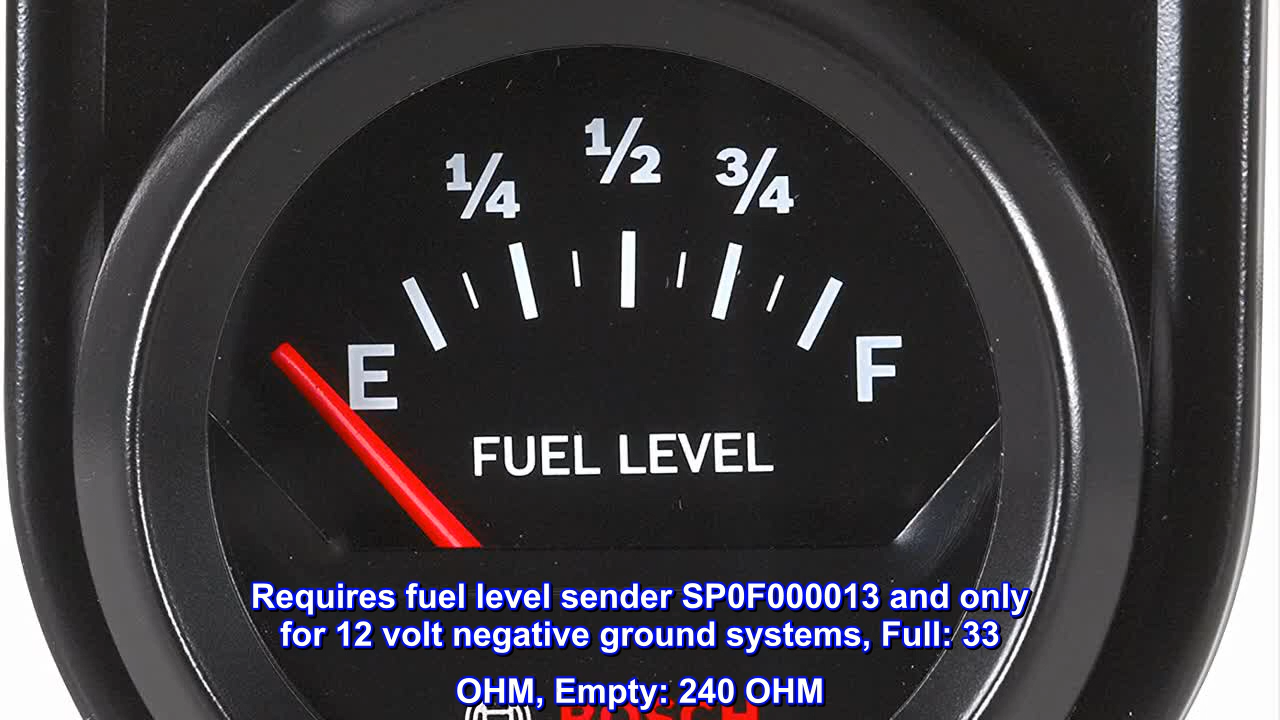 ¼ ½ ¾
E F
FUEL LEVEL
Requires fuel level sender SP0F000013 and only
for 12 volt negative ground systems, Full: 33
OHM, Empty: 240 OHM
BOSCH